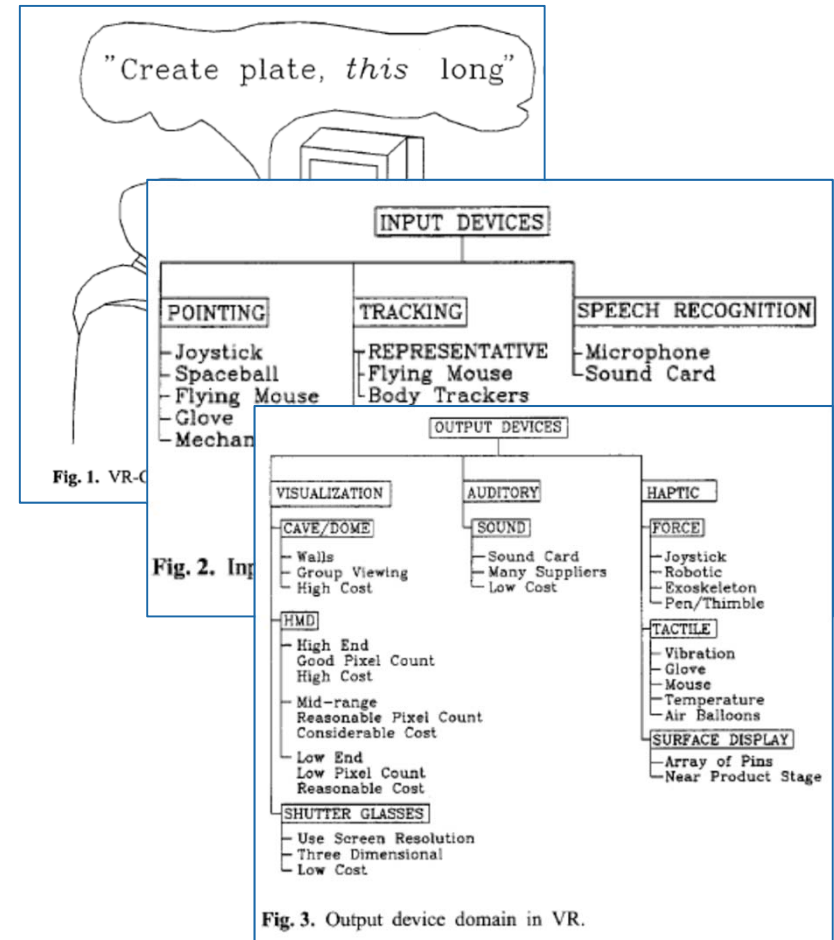 "Create plate, this long"
Fig. 1. VR-
INPUT DEVICES
POINTING
Joystick
Spaceball
Flying Mouse
Glove
TRACKING
REPRESENTATIVE
Flying Mouse
Body Trackers
SPEECH RECOGNITION
Microphone
Sound Card
Fig. 2.
OUTPUT DEVICES
VISUALIZATION
CAVE/DOME
Walls
Group Viewing
High Cost
HMD
High End
Good Pixel Count
High Cost
Mid-range
Reasonable Pixel Count
Considerable Cost
Low End
Low Pixel Count
Reasonable Cost
SHUTTER GLASSES
Use Screen Resolution
Three Dimensional
Low Cost
AUDITORY
SOUND
Sound Card
Many Suppliers
Low Cost
HAPTIC
FORCE
Joystick
Robotic
Exoskeleton
Pen/Thimble
TACTILE
Vibration
Glove
Mouse
Temperature
Air Balloons
SURFACE DISPLAY
Array of Pins
Near Product Stage
Fig. 3. Output device domain in VR.